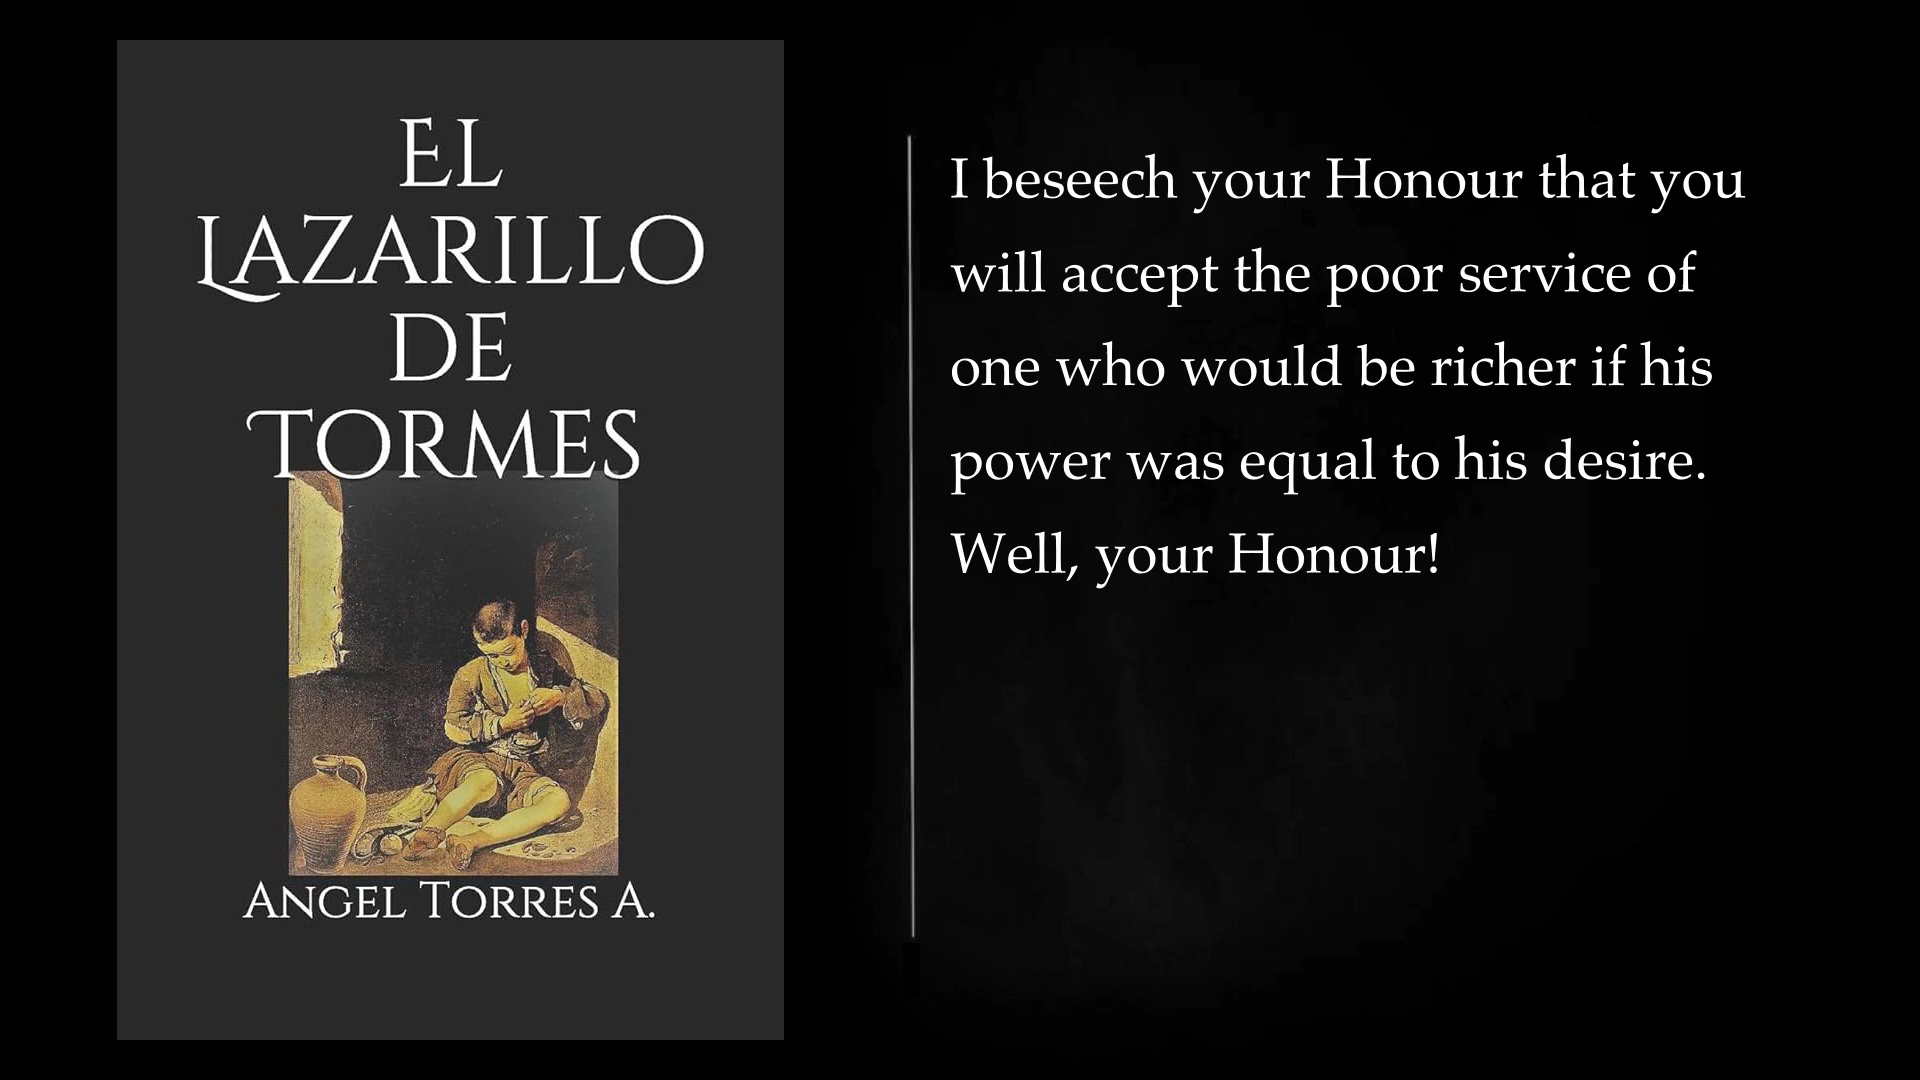 EL
LAZARILLO
DE
TORMES
ANGEL TORRES A.
I beseech your Honour that you
will accept the poor service of
one who would be richer if his
power was equal to his desire.
Well, your Honour!